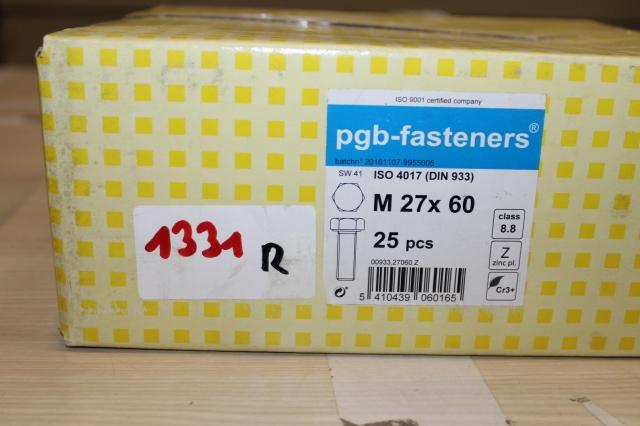 ISO 9001 certified company
pgb-fasteners®
batchn° 20161107-9955005
SW 41 ISO 4017 (DIN 933)
M 27x 60
25 pcs
class
8.8
Z
zinc pl.
Cr3+
00933.27060 Z
5 410439 060165
1331 R